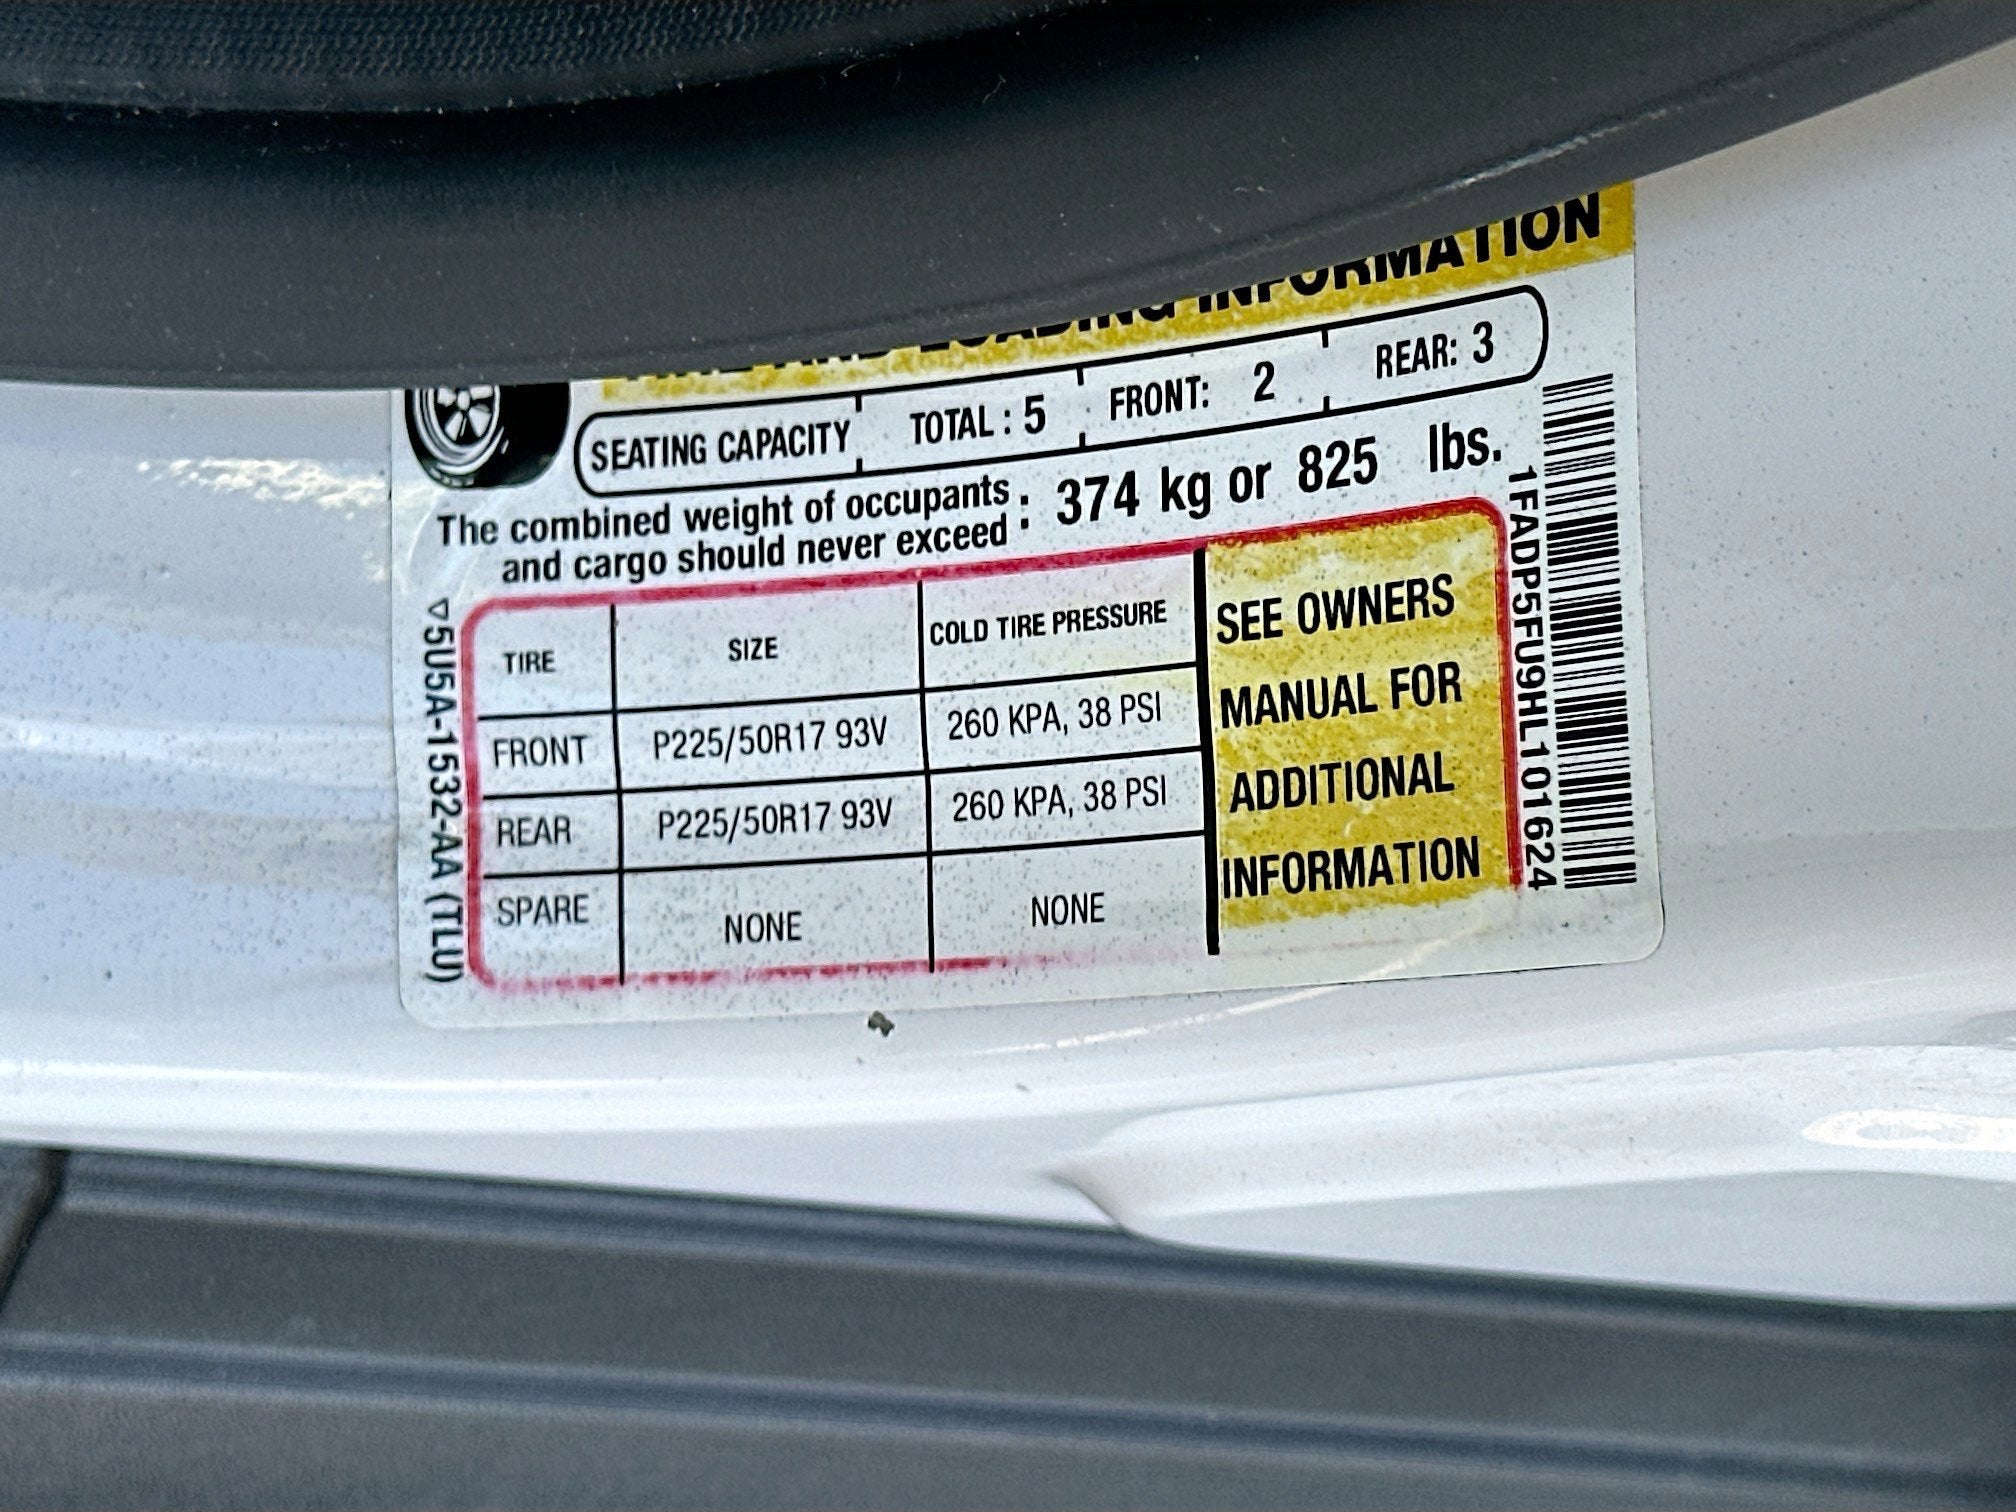 TIRE AND LOADING INFORMATION
SEATING CAPACITY TOTAL : 5 FRONT: 2 REAR: 3
The combined weight of occupants
and cargo should never exceed : 374 kg or 825 lbs.
TIRE SIZE COLD TIRE PRESSURE
FRONT P225/50R17 93V 260 KPA, 38 PSI
REAR P225/50R17 93V 260 KPA, 38 PSI
SPARE NONE NONE
SEE OWNERS
MANUAL FOR
ADDITIONAL
INFORMATION
▽5U5A-1532-AA (TLU)
1FADP5FU9HL101624